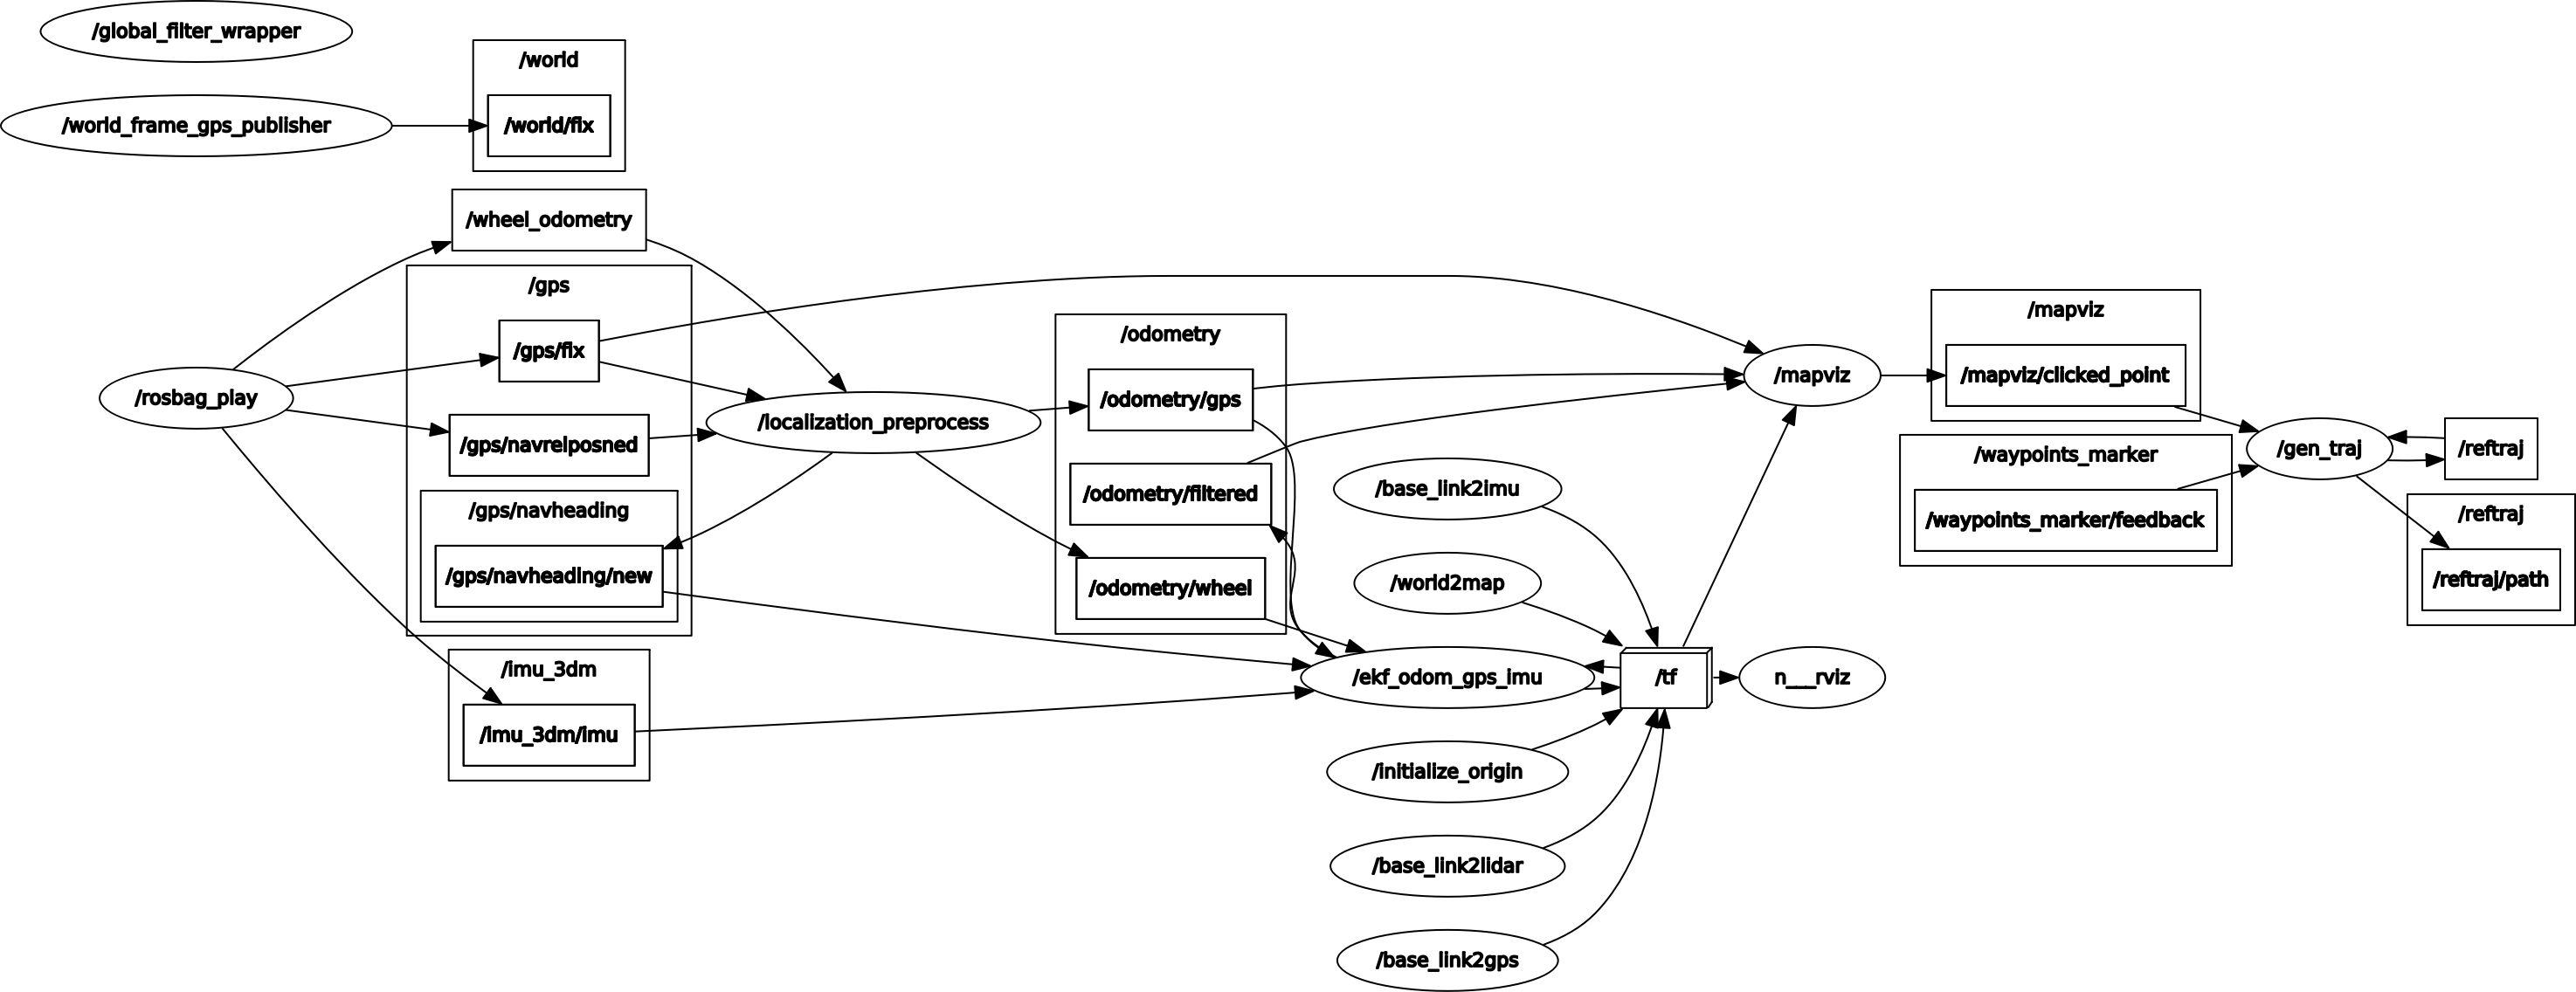 /global_filter_wrapper
/world
/world_frame_gps_publisher
/world/fix
/wheel_odometry
/gps
/gps/fix
/rosbag_play
/gps/navrelposned
/localization_preprocess
/gps/navheading
/gps/navheading/new
/imu_3dm
/imu_3dm/imu
/odometry
/odometry/gps
/odometry/filtered
/odometry/wheel
/base_link2imu
/world2map
/ekf_odom_gps_imu
/tf
n___rviz
/initialize_origin
/base_link2lidar
/base_link2gps
/mapviz
/mapviz
/mapviz/clicked_point
/waypoints_marker
/waypoints_marker/feedback
/gen_traj
/reftraj
/reftraj
/reftraj/path